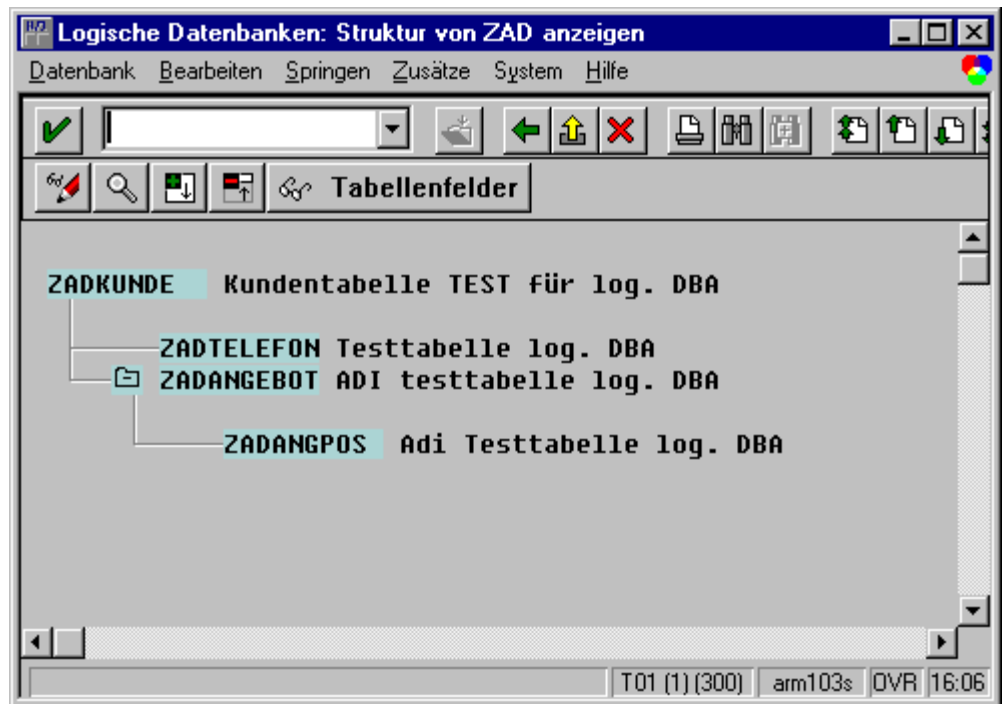 Logische Datenbanken: Struktur von ZAD anzeigen
Datenbank Bearbeiten Springen Zusätze System Hilfe
Tabellenfelder
ZADKUNDE Kundentabelle TEST für log. DBA
ZADTELEFON Testtabelle log. DBA
ZADANGEBOT ADI testtabelle log. DBA
ZADANGPOS Adi Testtabelle log. DBA
T01 (1) (300) arm103s OVR 16:06